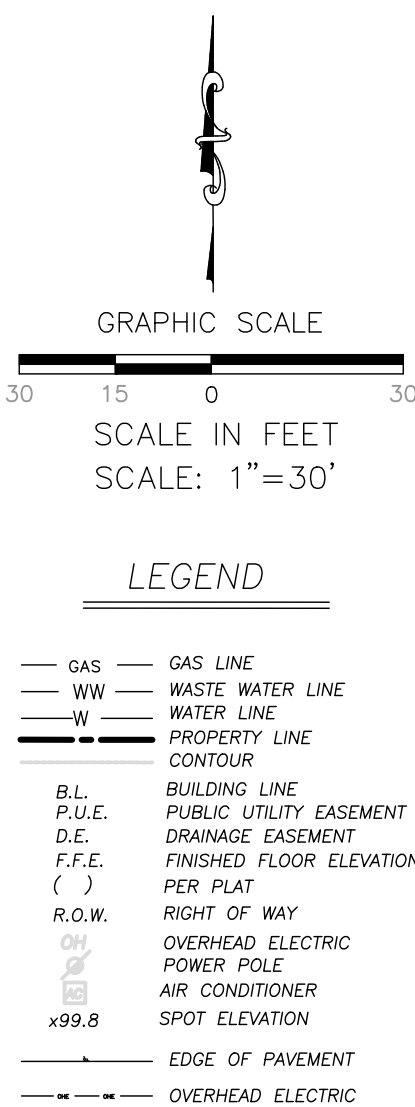 GRAPHIC SCALE
30 15 0 30
SCALE IN FEET
SCALE: 1"=30'
LEGEND
GAS GAS LINE
WW WASTE WATER LINE
W WATER LINE
PROPERTY LINE
CONTOUR
B.L. BUILDING LINE
P.U.E. PUBLIC UTILITY EASEMENT
D.E. DRAINAGE EASEMENT
F.F.E. FINISHED FLOOR ELEVATION
( ) PER PLAT
R.O.W. RIGHT OF WAY
OH OVERHEAD ELECTRIC
POWER POLE
AC AIR CONDITIONER
x99.8 SPOT ELEVATION
EDGE OF PAVEMENT
OHE OHE OVERHEAD ELECTRIC